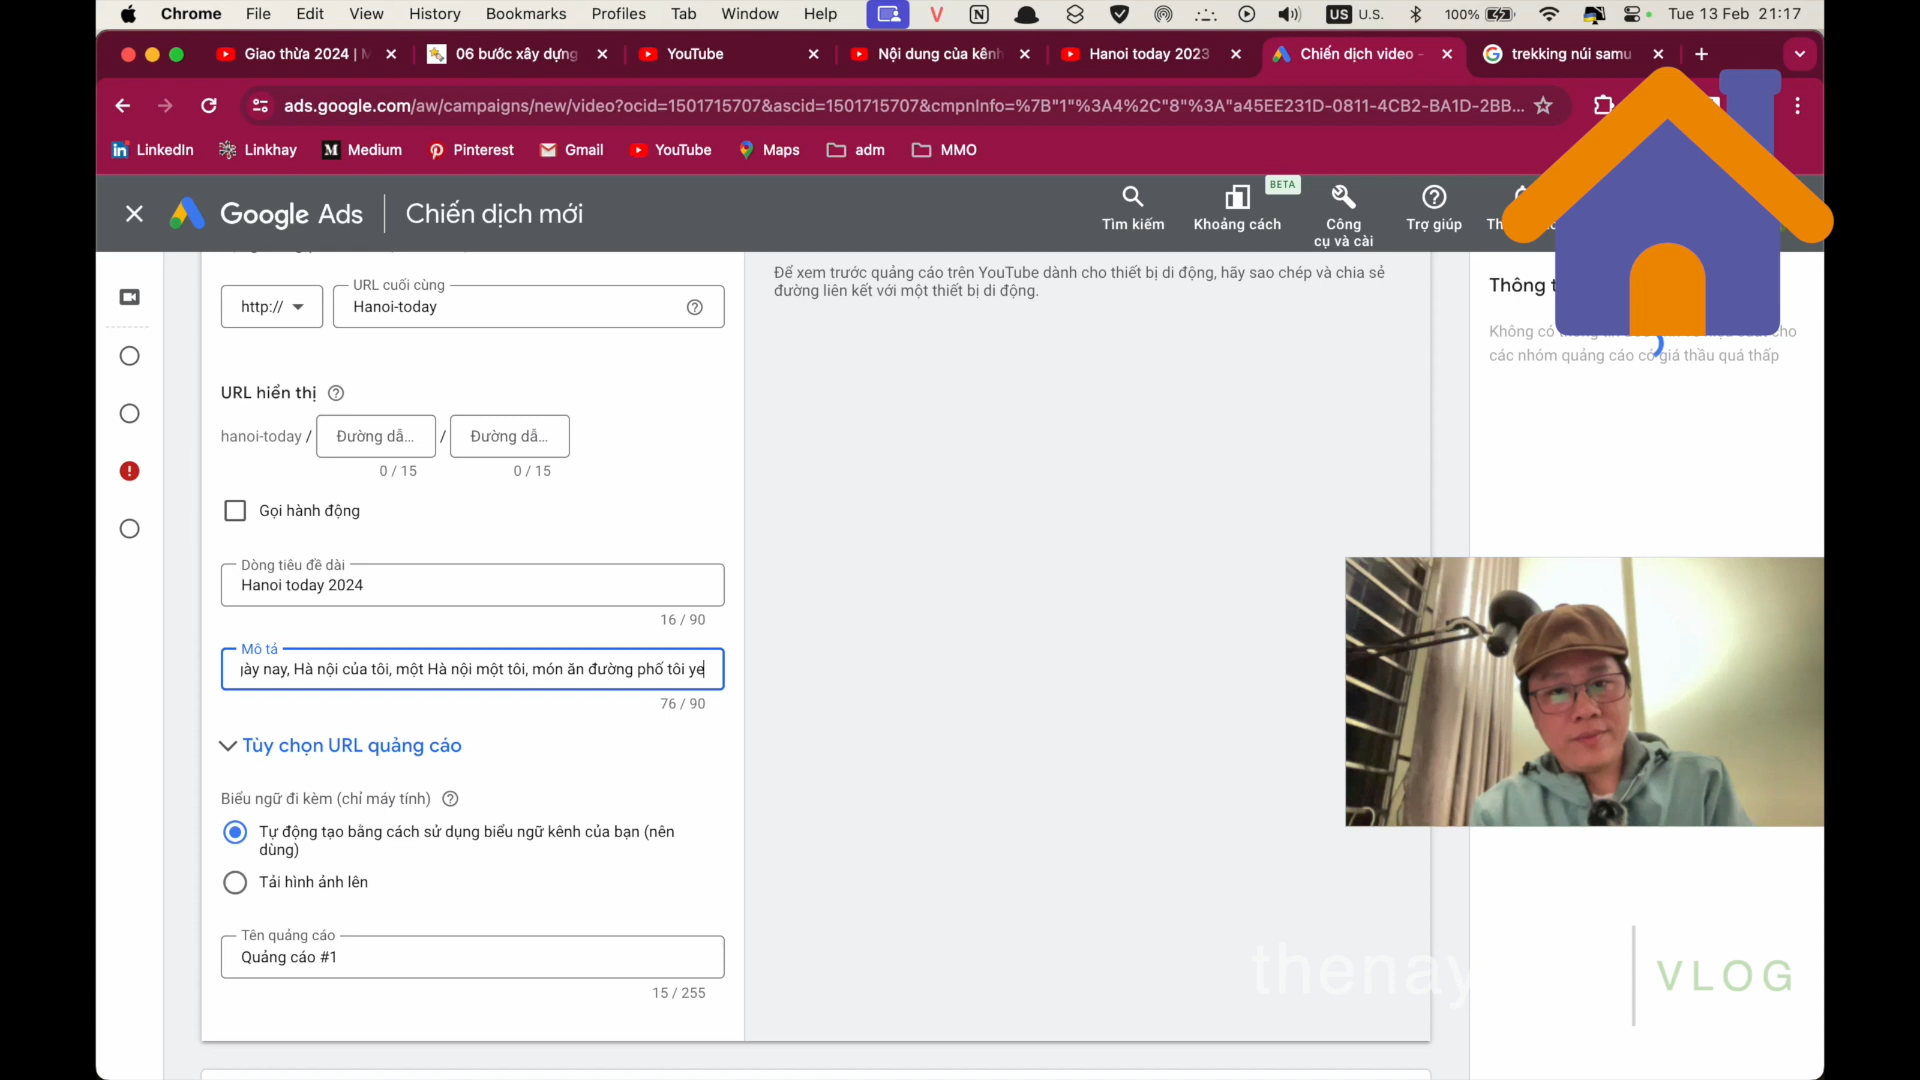 Chrome File Edit View History Bookmarks Profiles Tab Window Help V N US U.S. 100% Tue 13 Feb 21:17
Giao thừa 2024 | 06 bước xây dựng YouTube Nội dung của kênh Hanoi today 2023 Chiến dịch video - trekking núi samu
ads.google.com/aw/campaigns/new/video?ocid=1501715707&ascid=1501715707&cmpnInfo=%7B"1"%3A4%2C"8"%3A"a45EE231D-0811-4CB2-BA1D-2BB...
LinkedIn Linkhay Medium Pinterest Gmail YouTube Maps adm MMO
Google Ads Chiến dịch mới
BETA
Tìm kiếm Khoảng cách Công cụ và cài Trợ giúp
Để xem trước quảng cáo trên YouTube dành cho thiết bị di động, hãy sao chép và chia sẻ
đường liên kết với một thiết bị di động.
URL cuối cùng
http:// Hanoi-today
Thông
Không có
các nhóm quảng cáo có giá thầu quá thấp
URL hiển thị
hanoi-today / Đường dẫ... / Đường dẫ...
0 / 15 0 / 15
Gọi hành động
Dòng tiêu đề dài
Hanoi today 2024
16 / 90
Mô tả
gày nay, Hà nội của tôi, một Hà nội một tôi, món ăn đường phố tôi ye
76 / 90
Tùy chọn URL quảng cáo
Biểu ngữ đi kèm (chỉ máy tính)
Tự động tạo bằng cách sử dụng biểu ngữ kênh của bạn (nên
dùng)
Tải hình ảnh lên
Tên quảng cáo
Quảng cáo #1
15 / 255
thenay
VLOG